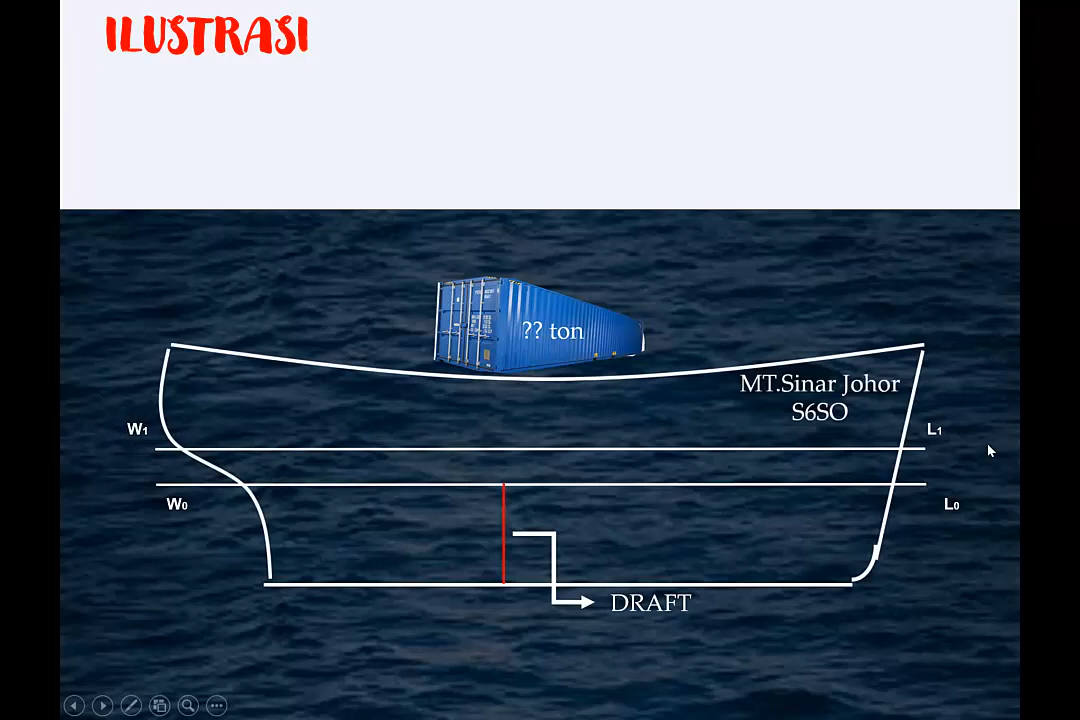 ILUSTRASI
?? ton
MT.Sinar Johor
S6SO
W1
L1
W0
L0
DRAFT